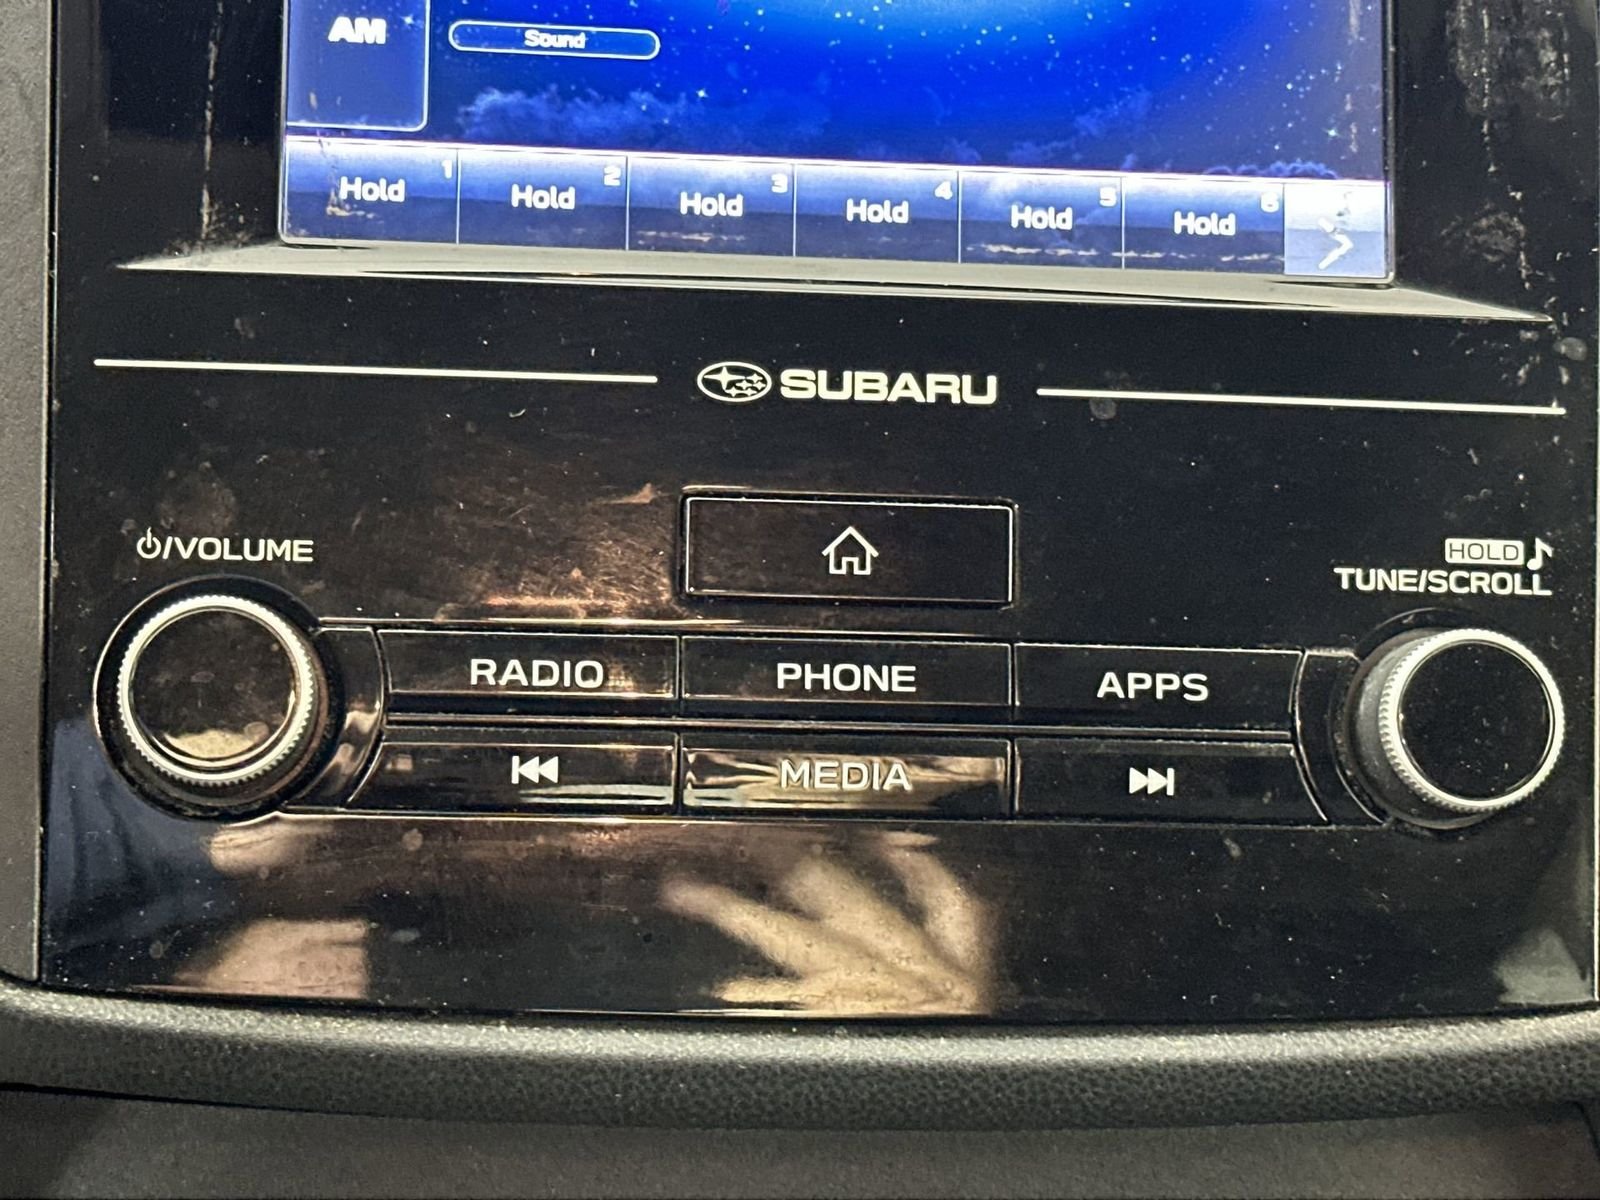 AM
Sound
Hold 1 Hold 2 Hold 3 Hold 4 Hold 5 Hold 6
SUBARU
/VOLUME
HOLD
TUNE/SCROLL
RADIO PHONE APPS
MEDIA